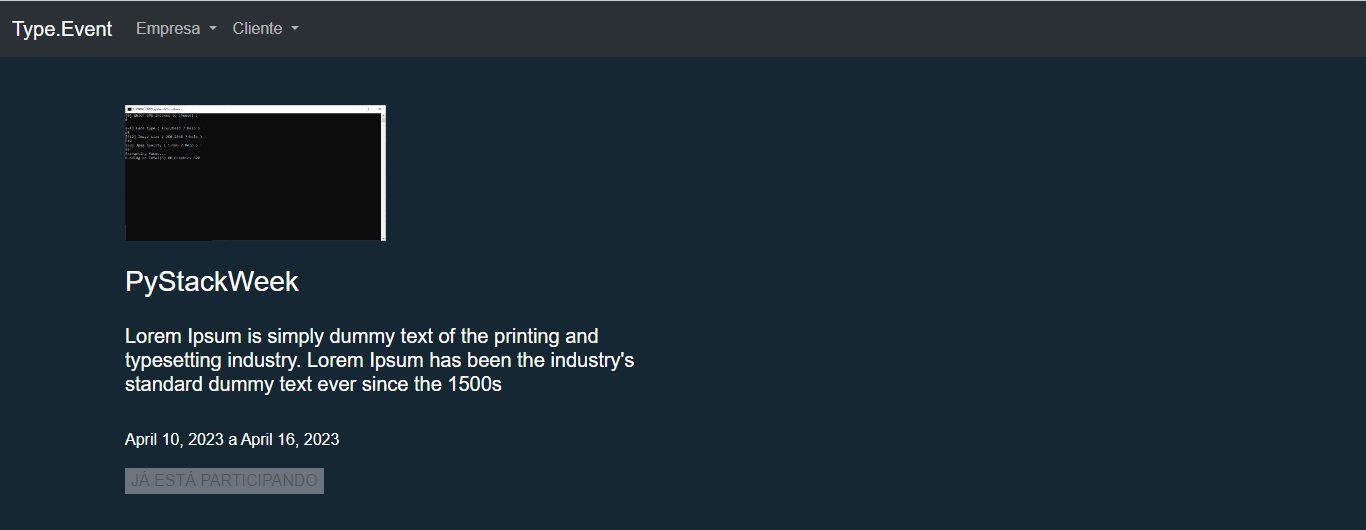 Type.Event Empresa Cliente
PyStackWeek
Lorem Ipsum is simply dummy text of the printing and
typesetting industry. Lorem Ipsum has been the industry's
standard dummy text ever since the 1500s
April 10, 2023 a April 16, 2023
JÁ ESTÁ PARTICIPANDO